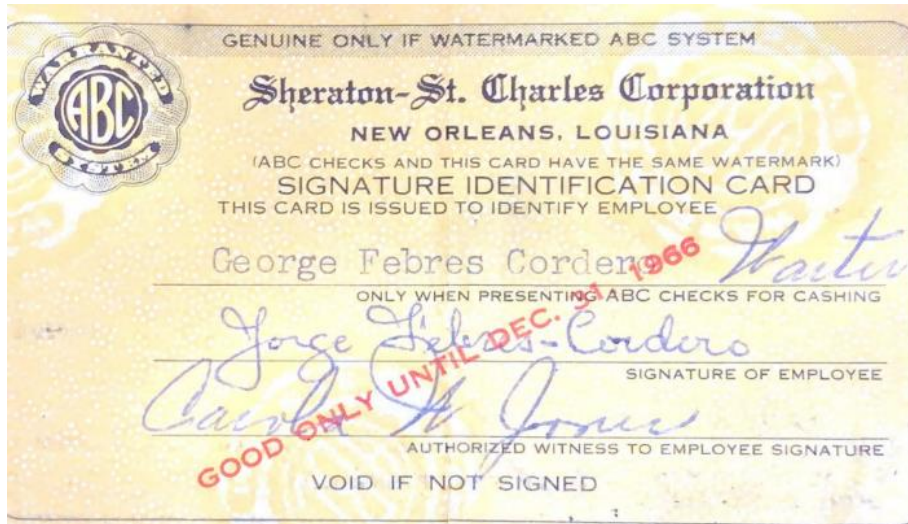 GENUINE ONLY IF WATERMARKED ABC SYSTEM
WARRANTED
ABC
SYSTEM
Sheraton-St. Charles Corporation
NEW ORLEANS, LOUISIANA
(ABC CHECKS AND THIS CARD HAVE THE SAME WATERMARK)
SIGNATURE IDENTIFICATION CARD
THIS CARD IS ISSUED TO IDENTIFY EMPLOYEE
George Febres Cordero Waiter
ONLY WHEN PRESENTING ABC CHECKS FOR CASHING
Jorge Febres-Cordero
SIGNATURE OF EMPLOYEE
Carol W Jones
AUTHORIZED WITNESS TO EMPLOYEE SIGNATURE
GOOD ONLY UNTIL DEC. 31, 1966
VOID IF NOT SIGNED